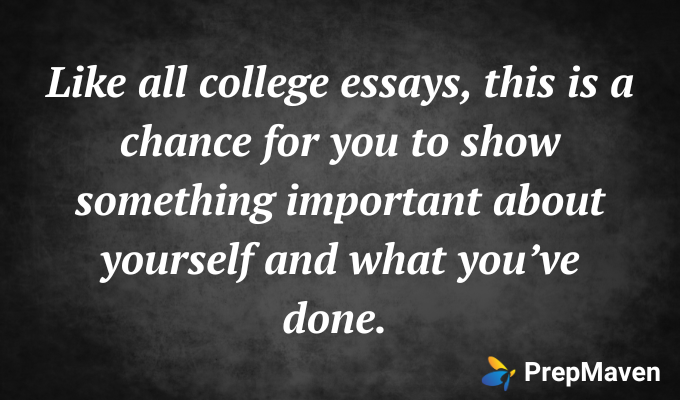 Like all college essays, this is a
chance for you to show
something important about
yourself and what you’ve
done.
PrepMaven